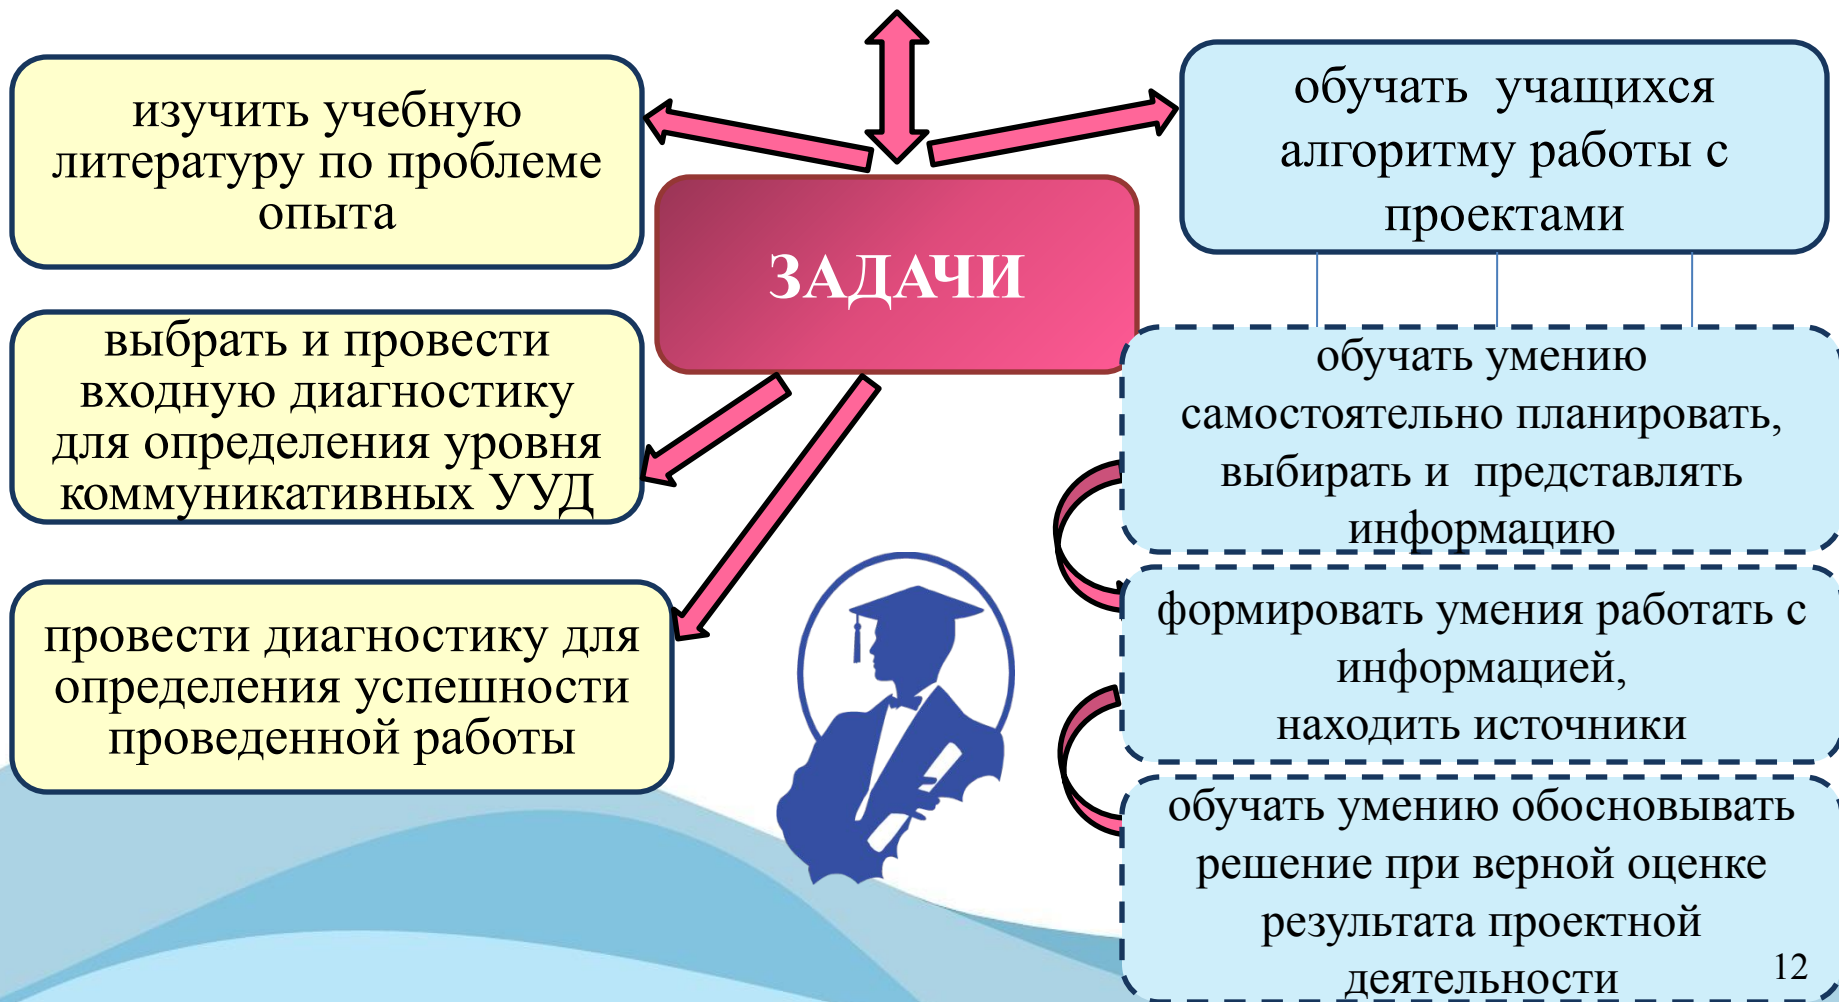 изучить учебную
литературу по проблеме
опыта
выбрать и провести
входную диагностику
для определения уровня
коммуникативных УУД
провести диагностику для
определения успешности
проведенной работы
ЗАДАЧИ
обучать учащихся
алгоритму работы с
проектами
обучать умению
самостоятельно планировать,
выбирать и представлять
информацию
формировать умения работать с
информацией,
находить источники
обучать умению обосновывать
решение при верной оценке
результата проектной
деятельности
12